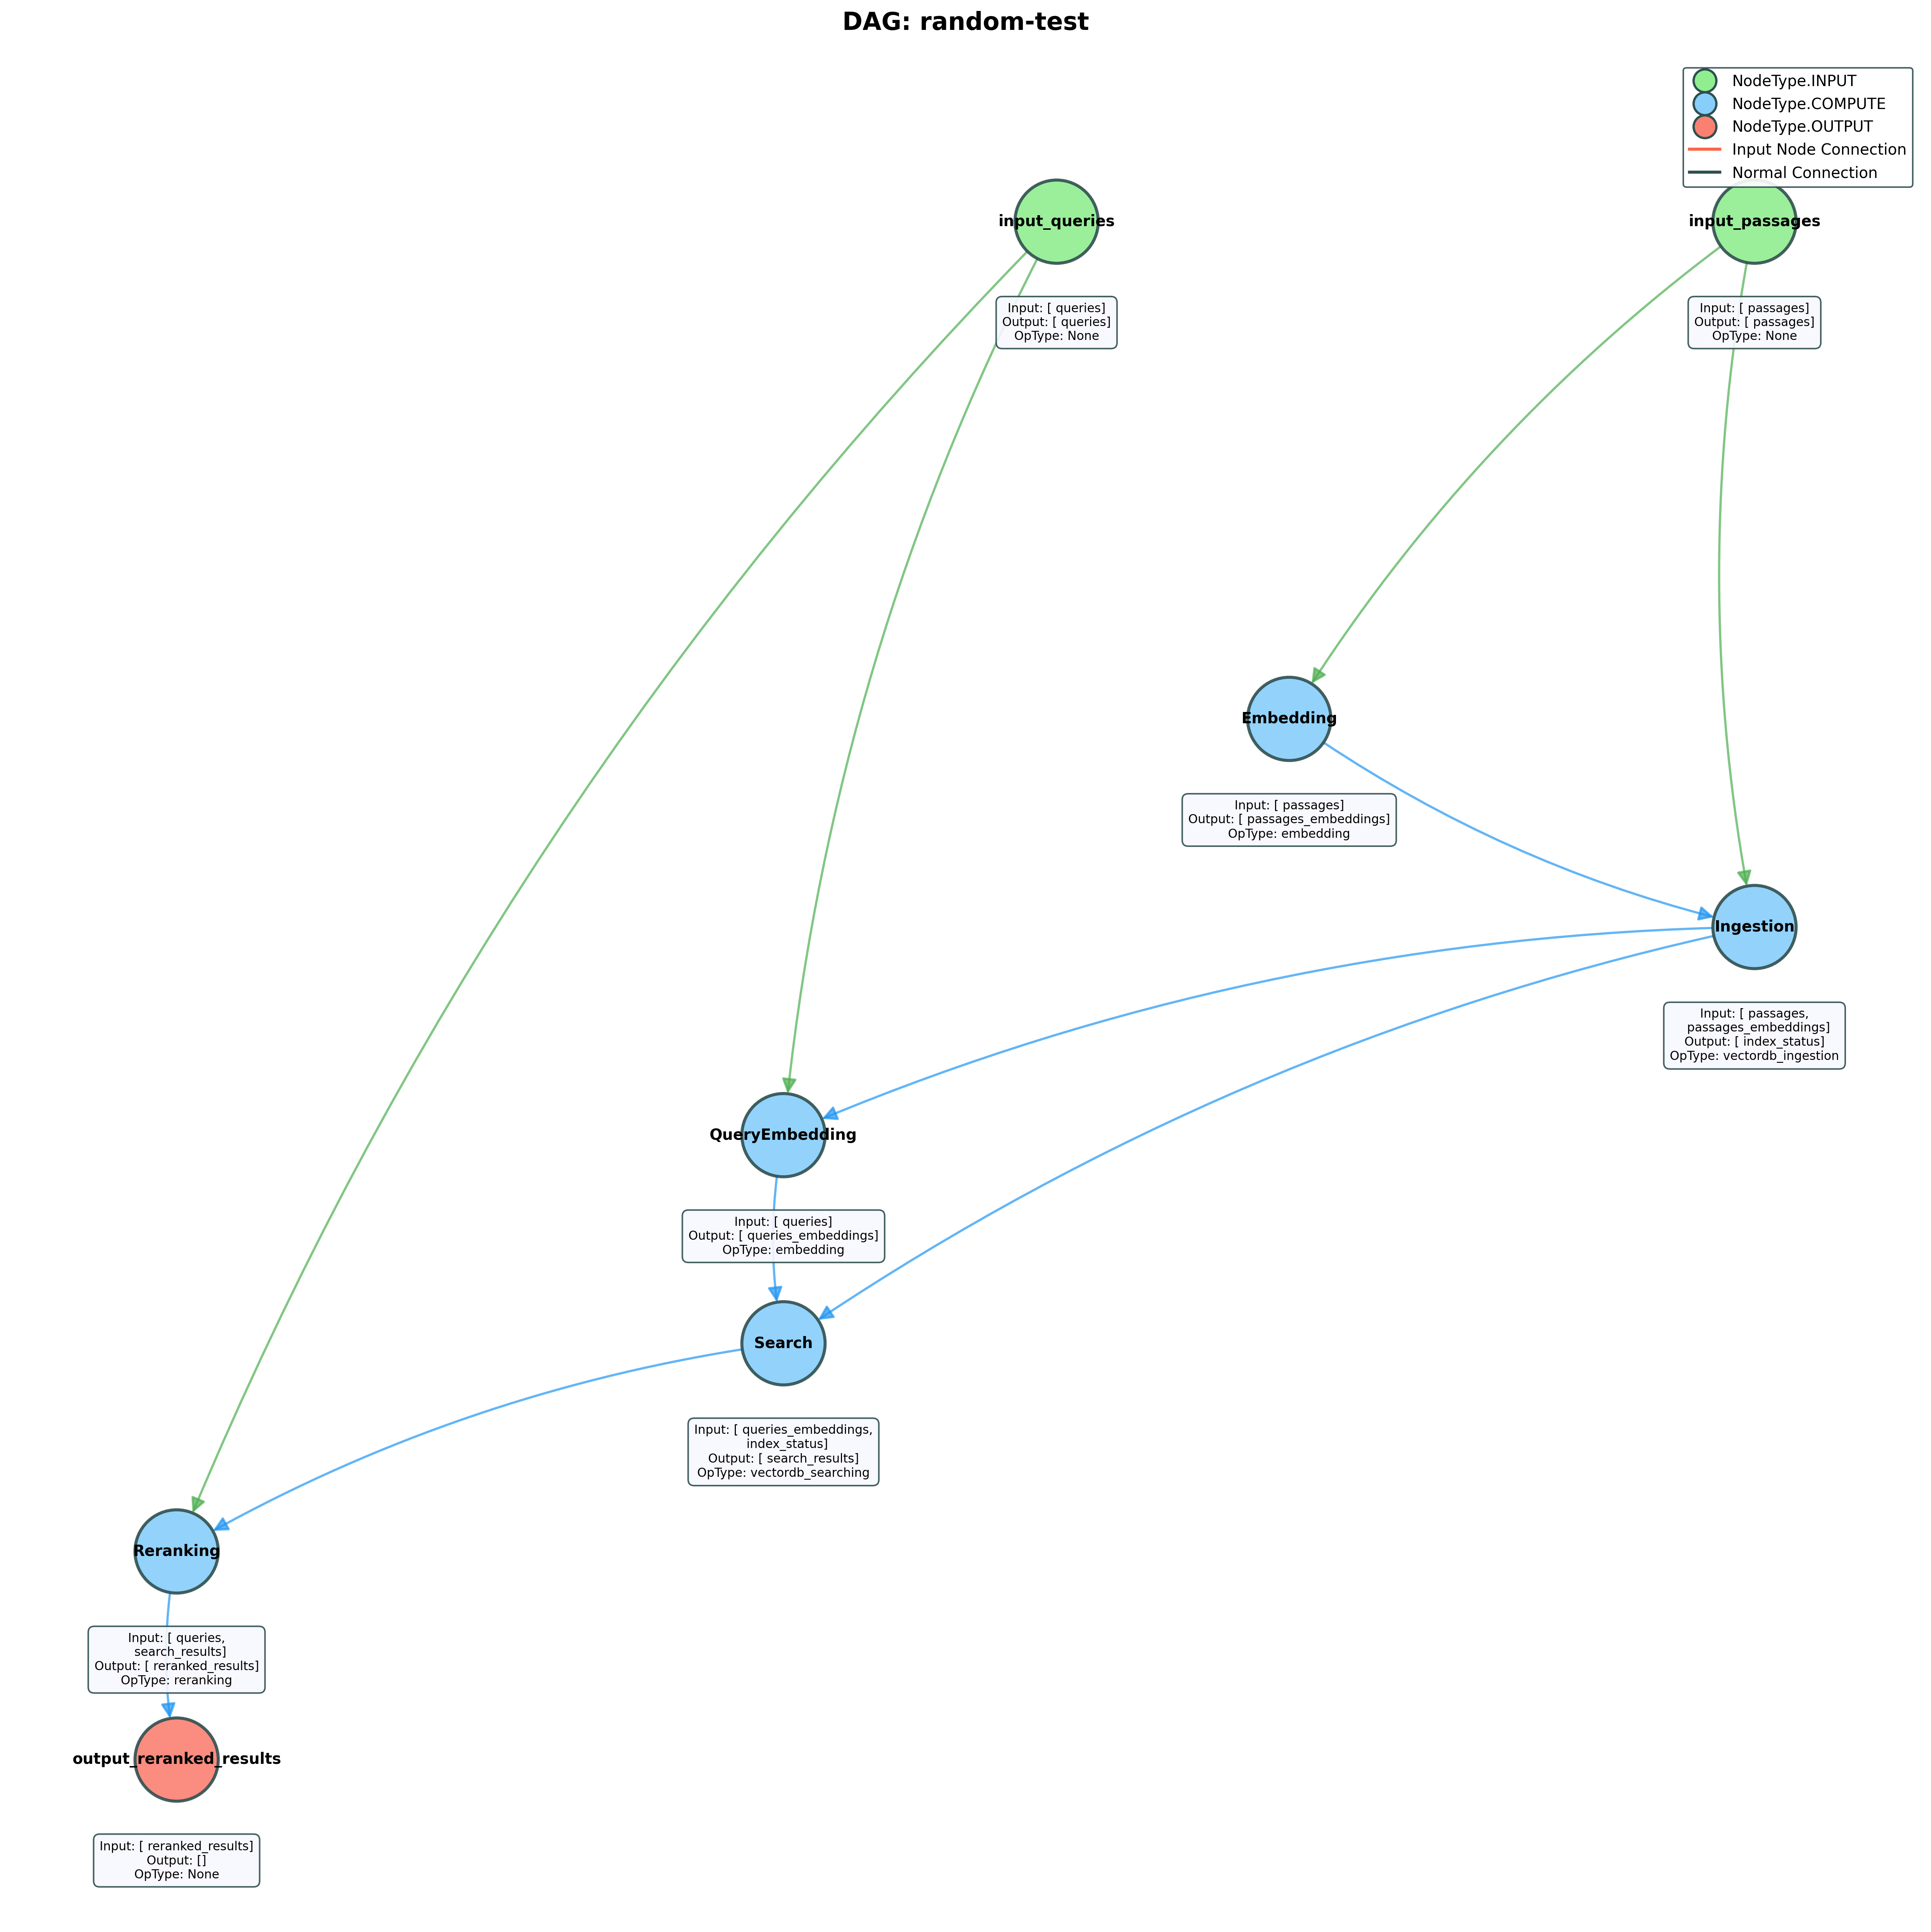 DAG: random-test
NodeType.INPUT
NodeType.COMPUTE
NodeType.OUTPUT
Input Node Connection
Normal Connection
input_queries
Input: [ queries]
Output: [ queries]
OpType: None
input_passages
Input: [ passages]
Output: [ passages]
OpType: None
Embedding
Input: [ passages]
Output: [ passages_embeddings]
OpType: embedding
Ingestion
Input: [ passages,
passages_embeddings]
Output: [ index_status]
OpType: vectordb_ingestion
QueryEmbedding
Input: [ queries]
Output: [ queries_embeddings]
OpType: embedding
Search
Input: [ queries_embeddings,
index_status]
Output: [ search_results]
OpType: vectordb_searching
Reranking
Input: [ queries,
search_results]
Output: [ reranked_results]
OpType: reranking
output_reranked_results
Input: [ reranked_results]
Output: []
OpType: None